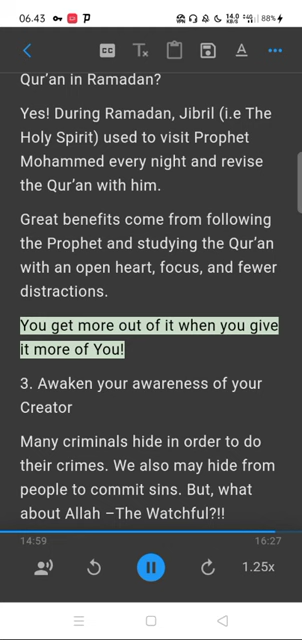 06.43
14.0
KB/S
88%
CC
Qur'an in Ramadan?
Yes! During Ramadan, Jibril (i.e The
Holy Spirit) used to visit Prophet
Mohammed every night and revise
the Qur'an with him.
Great benefits come from following
the Prophet and studying the Qur'an
with an open heart, focus, and fewer
distractions.
You get more out of it when you give
it more of You!
3. Awaken your awareness of your
Creator
Many criminals hide in order to do
their crimes. We also may hide from
people to commit sins. But, what
about Allah –The Watchful?!!
14:59
16:27
1.25x